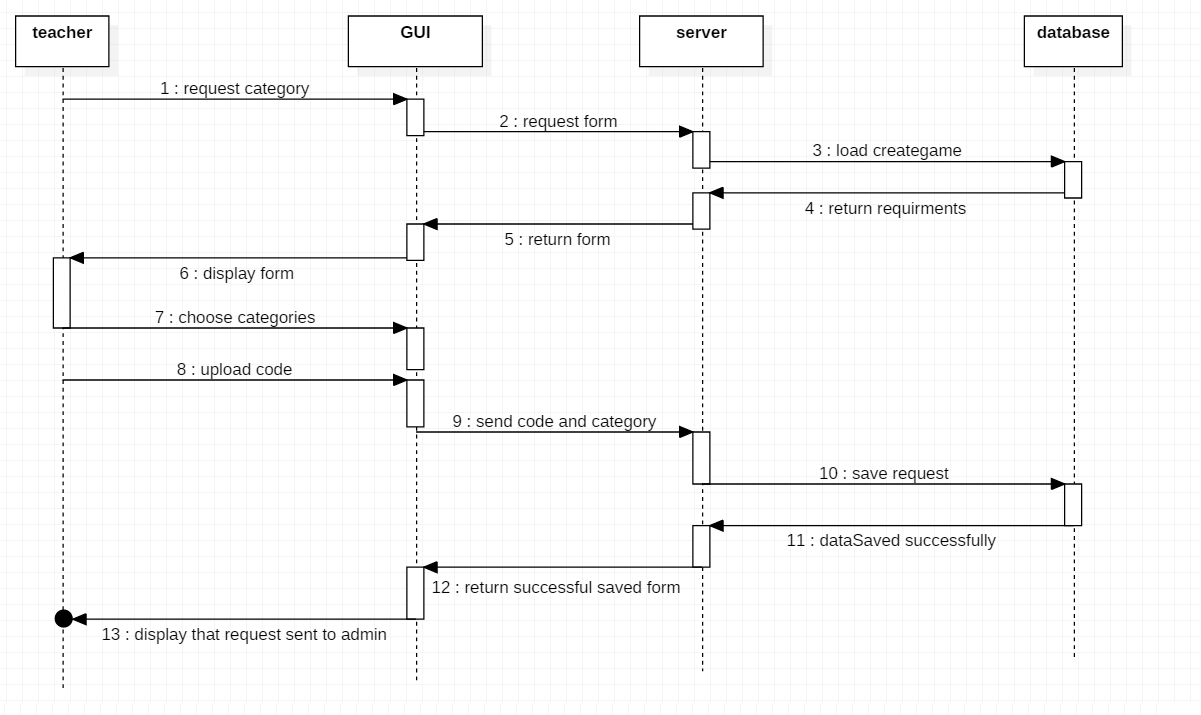 teacher
GUI
server
database
1 : request category
2 : request form
3 : load creategame
4 : return requirments
5 : return form
6 : display form
7 : choose categories
8 : upload code
9 : send code and category
10 : save request
11 : dataSaved successfully
12 : return successful saved form
13 : display that request sent to admin